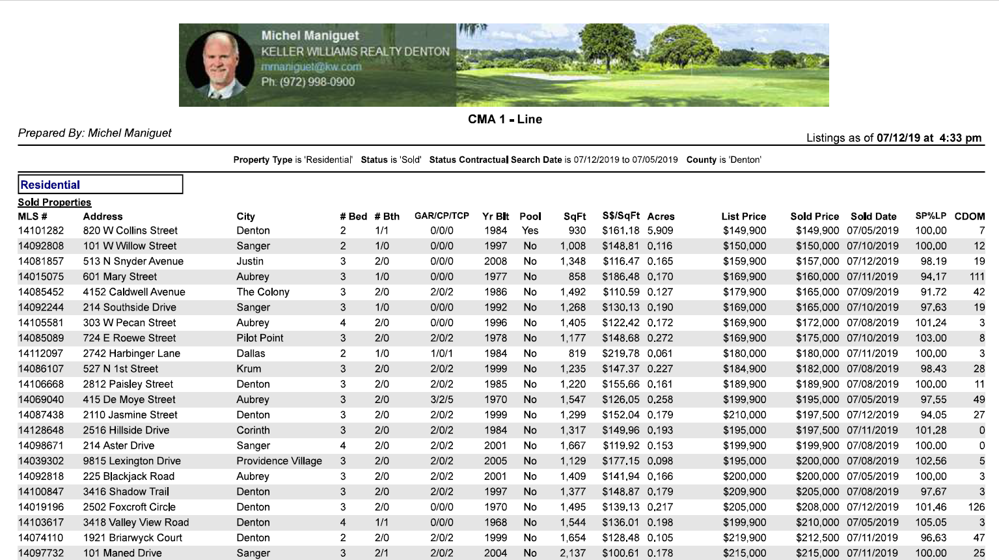 Michel Maniguet
KELLER WILLIAMS REALTY DENTON
mmaniguet@kw.com
Ph: (972) 998-0900
CMA 1 - Line
Prepared By: Michel Maniguet
Listings as of 07/12/19 at 4:33 pm
Property Type is 'Residential' Status is 'Sold' Status Contractual Search Date is 07/12/2019 to 07/05/2019 County is 'Denton'
Residential
Sold Properties
MLS # Address City # Bed # Bth GAR/CP/TCP Yr Blt Pool SqFt S$/SqFt Acres List Price Sold Price Sold Date SP%LP CDOM
14101282 820 W Collins Street Denton 2 1/1 0/0/0 1984 Yes 930 $161.18 5.909 $149,900 $149,900 07/05/2019 100.00 7
14092808 101 W Willow Street Sanger 2 1/0 0/0/0 1997 No 1,008 $148.81 0.116 $150,000 $150,000 07/10/2019 100.00 12
14081857 513 N Snyder Avenue Justin 3 2/0 0/0/0 2008 No 1,348 $116.47 0.165 $159,900 $157,000 07/12/2019 98.19 19
14015075 601 Mary Street Aubrey 3 1/0 0/0/0 1977 No 858 $186.48 0.170 $169,900 $160,000 07/11/2019 94.17 111
14085452 4152 Caldwell Avenue The Colony 3 2/0 2/0/2 1986 No 1,492 $110.59 0.127 $179,900 $165,000 07/09/2019 91.72 42
14092244 214 Southside Drive Sanger 3 1/0 0/0/0 1992 No 1,268 $130.13 0.190 $169,000 $165,000 07/10/2019 97.63 19
14105581 303 W Pecan Street Aubrey 4 2/0 0/0/0 1996 No 1,405 $122.42 0.172 $169,900 $172,000 07/08/2019 101.24 3
14085089 724 E Roewe Street Pilot Point 3 2/0 2/0/2 1978 No 1,177 $148.68 0.272 $169,900 $175,000 07/10/2019 103.00 8
14112097 2742 Harbinger Lane Dallas 2 1/0 1/0/1 1984 No 819 $219.78 0.061 $180,000 $180,000 07/11/2019 100.00 3
14086107 527 N 1st Street Krum 3 2/0 2/0/2 1999 No 1,235 $147.37 0.227 $184,900 $182,000 07/08/2019 98.43 28
14106668 2812 Paisley Street Denton 3 2/0 2/0/2 1985 No 1,220 $155.66 0.161 $189,900 $189,900 07/08/2019 100.00 11
14069040 415 De Moye Street Aubrey 3 2/0 3/2/5 1970 No 1,547 $126.05 0.258 $199,900 $195,000 07/05/2019 97.55 49
14087438 2110 Jasmine Street Denton 3 2/0 2/0/2 1999 No 1,299 $152.04 0.179 $210,000 $197,500 07/12/2019 94.05 27
14128648 2516 Hillside Drive Corinth 3 2/0 2/0/2 1984 No 1,317 $149.96 0.193 $195,000 $197,500 07/11/2019 101.28 0
14098671 214 Aster Drive Sanger 4 2/0 2/0/2 2001 No 1,667 $119.92 0.153 $199,900 $199,900 07/08/2019 100.00 0
14039302 9815 Lexington Drive Providence Village 3 2/0 2/0/2 2005 No 1,129 $177.15 0.098 $195,000 $200,000 07/08/2019 102.56 5
14092818 225 Blackjack Road Aubrey 3 2/0 2/0/2 2001 No 1,409 $141.94 0.166 $200,000 $200,000 07/05/2019 100.00 3
14100847 3416 Shadow Trail Denton 3 2/0 2/0/2 1997 No 1,377 $148.87 0.179 $209,900 $205,000 07/08/2019 97.67 3
14019196 2502 Foxcroft Circle Denton 3 2/0 0/0/0 1970 No 1,495 $139.13 0.217 $205,000 $208,000 07/12/2019 101.46 126
14103617 3418 Valley View Road Denton 4 1/1 0/0/0 1968 No 1,544 $136.01 0.198 $199,900 $210,000 07/05/2019 105.05 3
14074110 1921 Briarwyck Court Denton 2 2/0 2/0/2 1999 No 1,654 $128.48 0.105 $219,900 $212,500 07/11/2019 96.63 47
14097732 101 Maned Drive Sanger 3 2/1 2/0/2 2004 No 2,137 $100.61 0.178 $215,000 $215,000 07/11/2019 100.00 25